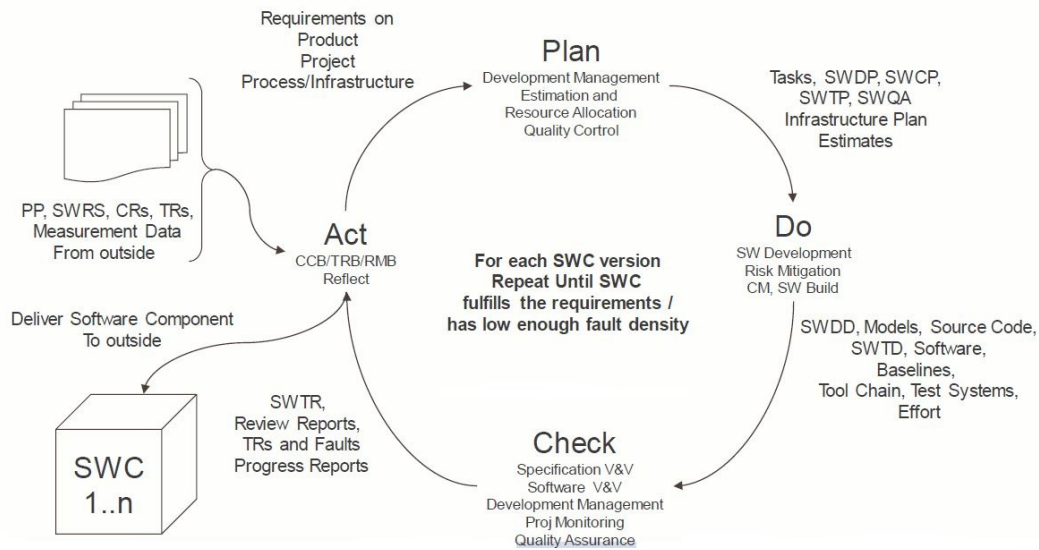 Requirements on
Product
Project
Process/Infrastructure
Plan
Development Management
Estimation and
Resource Allocation
Quality Cortrol
Tasks, SWDP, SWCP,
SWTP, SWQA
Infrastructure Plan
Estimates
PP, SWRS, CRs, TRs,
Measurement Data
From outside
Act
CCB/TRB/RMB
Reflect
For each SWC version
Repeat Until SWC
fulfills the requirements /
has low enough fault density
Do
SW Development
Risk Mitigation
CM, SW Build
Deliver Software Component
To outside
SWDD, Models, Source Code,
SWTD, Software,
Baselines,
Tool Chain, Test Systems,
Effort
SWTR,
Review Reports,
TRs and Faults
Progress Reports
SWC
1..n
Check
Specification V&V
Software V&V
Development Management
Proj Monitoring
Quality Assurance